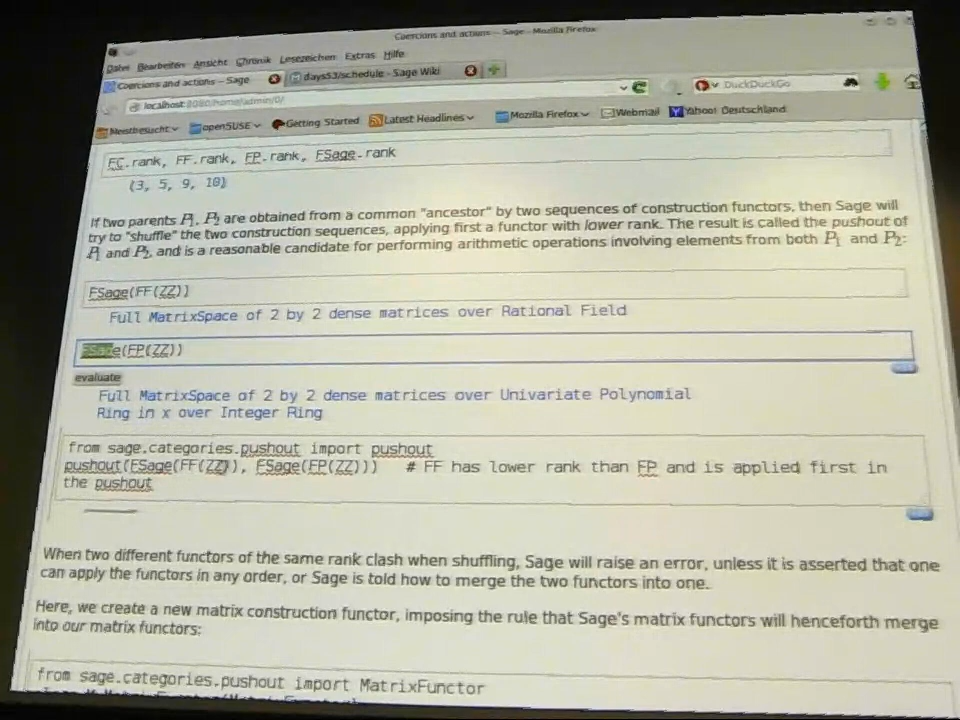 Coercions and actions - Sage - Mozilla Firefox
Datei Bearbeiten Ansicht Chronik Lesezeichen Extras Hilfe
Coercions and actions - Sage days53/schedule - Sage Wiki
localhost:8080/home/admin/0/ DuckDuckGo
Meistbesucht openSUSE Getting Started Latest Headlines Mozilla Firefox Webmail Yahoo! Deutschland
FC.rank, FF.rank, FP.rank, FSage.rank
(3, 5, 9, 10)
If two parents P₁, P₂ are obtained from a common "ancestor" by two sequences of construction functors, then Sage will
try to "shuffle" the two construction sequences, applying first a functor with lower rank. The result is called the pushout of
P₁ and P₂, and is a reasonable candidate for performing arithmetic operations involving elements from both P₁ and P₂:
FSage(FF(ZZ))
Full MatrixSpace of 2 by 2 dense matrices over Rational Field
FSage(FP(ZZ))
evaluate
Full MatrixSpace of 2 by 2 dense matrices over Univariate Polynomial
Ring in x over Integer Ring
from sage.categories.pushout import pushout
pushout(FSage(FF(ZZ)), FSage(FP(ZZ))) # FF has lower rank than FP and is applied first in
the pushout
When two different functors of the same rank clash when shuffling, Sage will raise an error, unless it is asserted that one
can apply the functors in any order, or Sage is told how to merge the two functors into one.
Here, we create a new matrix construction functor, imposing the rule that Sage's matrix functors will henceforth merge
into our matrix functors:
from sage.categories.pushout import MatrixFunctor